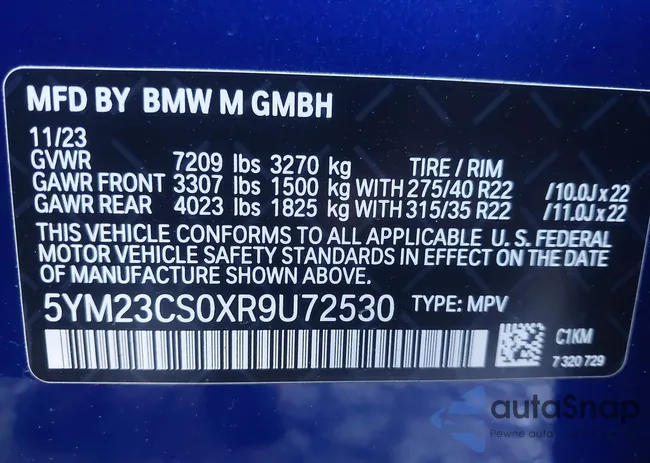 MFD BY BMW M GMBH
11/23
GVWR 7209 lbs 3270 kg TIRE / RIM
GAWR FRONT 3307 lbs 1500 kg WITH 275/40 R22 /10.0J x 22
GAWR REAR 4023 lbs 1825 kg WITH 315/35 R22 /11.0J x 22
THIS VEHICLE CONFORMS TO ALL APPLICABLE U.S. FEDERAL
MOTOR VEHICLE SAFETY STANDARDS IN EFFECT ON THE DATE
OF MANUFACTURE SHOWN ABOVE.
5YM23CS0XR9U72530 TYPE: MPV
C1KM
7 320 729
autaSnap
Pewne auto